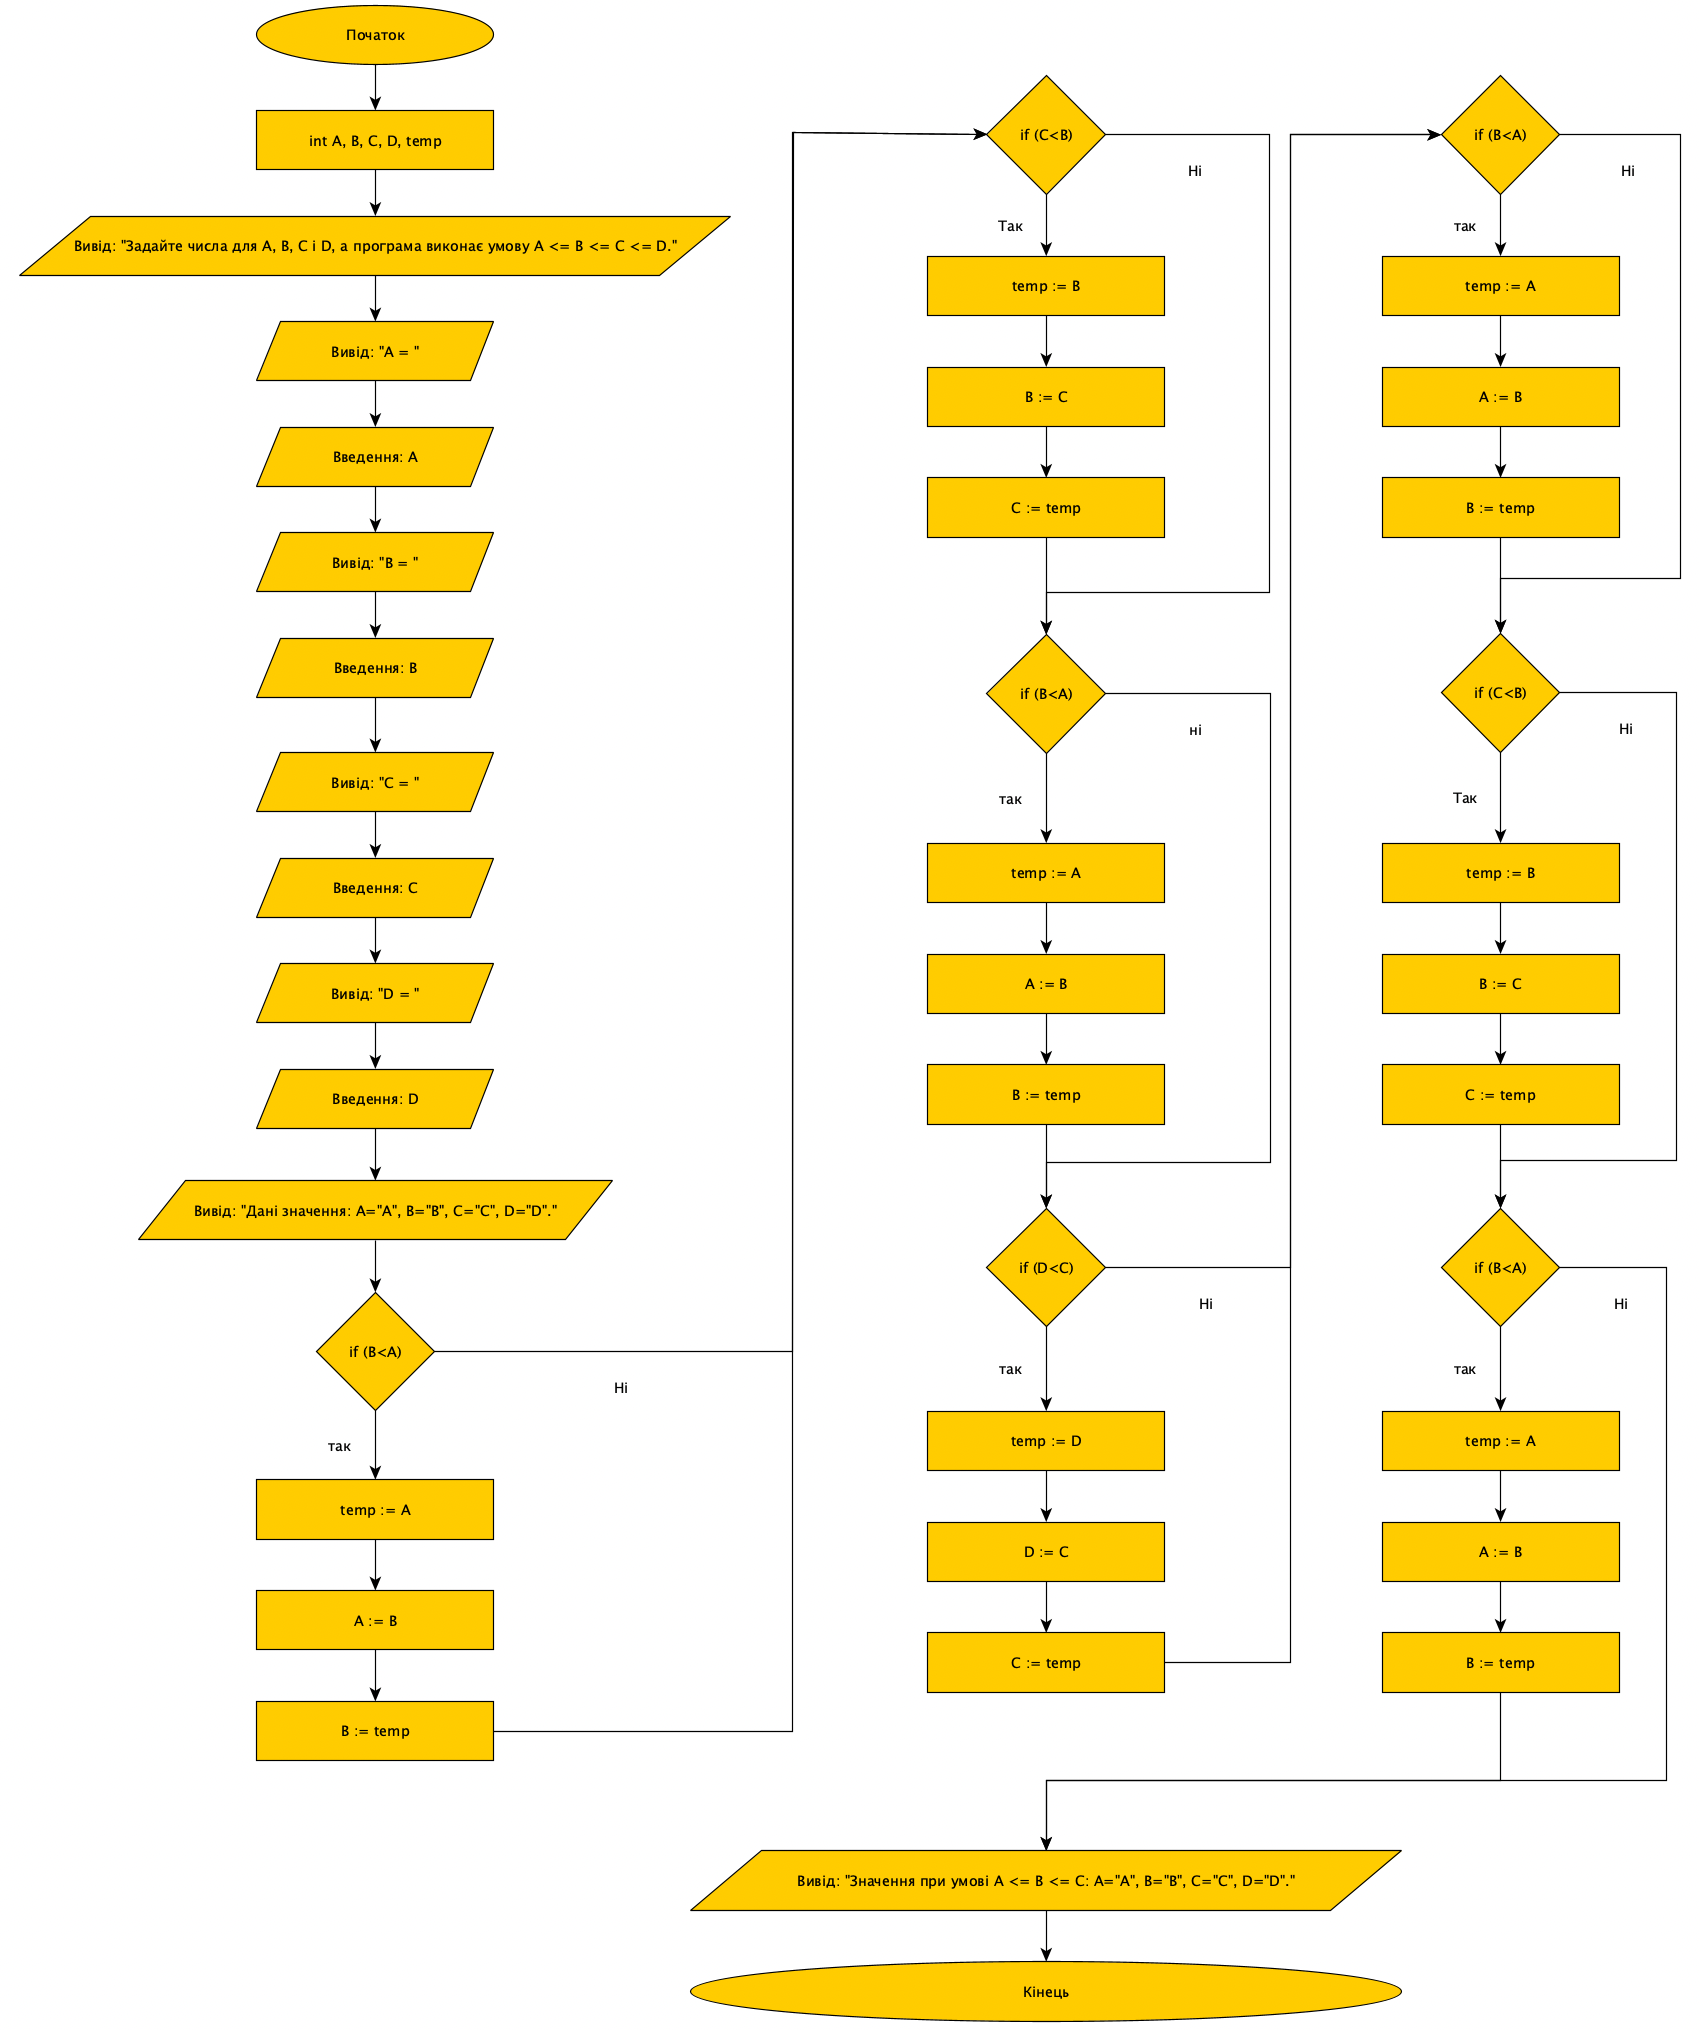 Початок
int A, B, C, D, temp
Вивід: "Задайте числа для A, B, C і D, а програма виконає умову A <= B <= C <= D."
Вивід: "A = "
Введення: A
Вивід: "B = "
Введення: B
Вивід: "C = "
Введення: C
Вивід: "D = "
Введення: D
Вивід: "Дані значення: A="A", B="B", C="C", D="D"."
if (B<A)
Ні
так
temp := A
A := B
B := temp
if (C<B)
Ні
Так
temp := B
B := C
C := temp
if (B<A)
ні
так
temp := A
A := B
B := temp
if (D<C)
Ні
так
temp := D
D := C
C := temp
if (B<A)
Ні
так
temp := A
A := B
B := temp
if (C<B)
Ні
Так
temp := B
B := C
C := temp
if (B<A)
Ні
так
temp := A
A := B
B := temp
Вивід: "Значення при умові A <= B <= C: A="A", B="B", C="C", D="D"."
Кінець